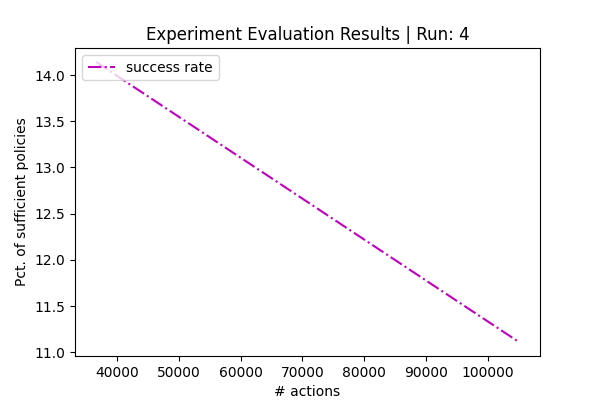 Experiment Evaluation Results | Run: 4
success rate
Pct. of sufficient policies
14.0
13.5
13.0
12.5
12.0
11.5
11.0
40000 50000 60000 70000 80000 90000 100000
# actions